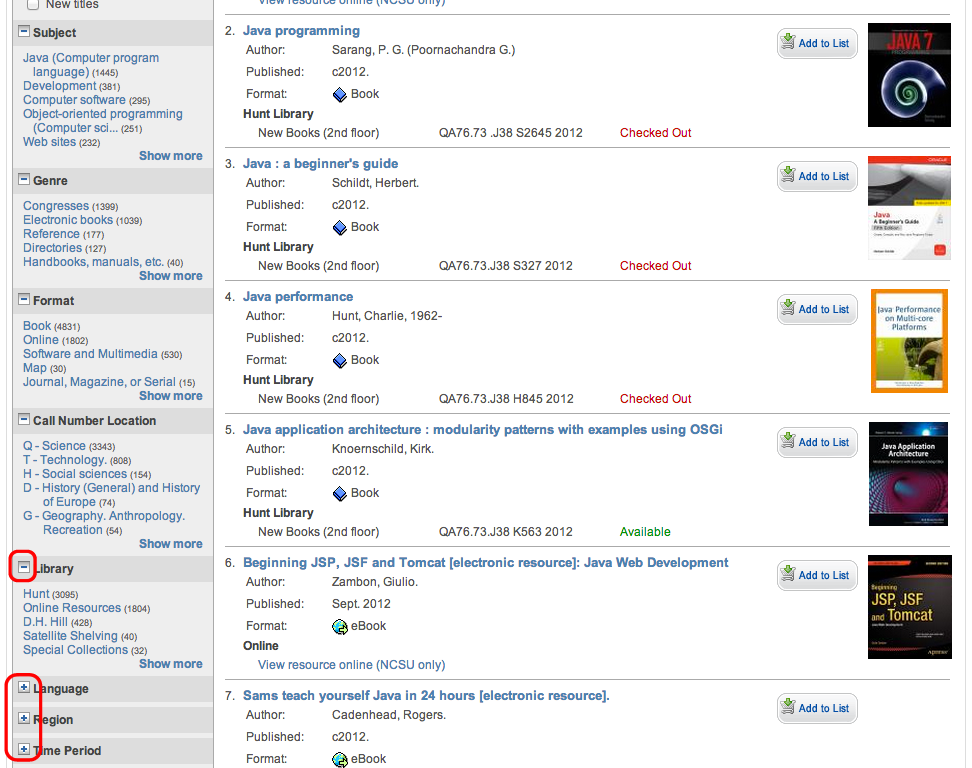 New titles
Subject
Java (Computer program
language) (1445)
Development (381)
Computer software (295)
Object-oriented programming
(Computer sci... (251)
Web sites (232)
Show more
Genre
Congresses (1399)
Electronic books (1039)
Reference (177)
Directories (127)
Handbooks, manuals, etc. (40)
Show more
Format
Book (4831)
Online (1802)
Software and Multimedia (530)
Map (30)
Journal, Magazine, or Serial (15)
Show more
Call Number Location
Q - Science (3343)
T - Technology. (808)
H - Social sciences (154)
D - History (General) and History
of Europe (74)
G - Geography. Anthropology.
Recreation (54)
Show more
Library
Hunt (3095)
Online Resources (1804)
D.H. Hill (428)
Satellite Shelving (40)
Special Collections (32)
Show more
Language
Region
Time Period
View resource online (NCSU only)
2. Java programming
Author: Sarang, P. G. (Poornachandra G.)
Published: c2012.
Format: Book
Hunt Library
New Books (2nd floor) QA76.73 .J38 S2645 2012 Checked Out
Add to List
JAVA 7
PROGRAMMING
3. Java : a beginner's guide
Author: Schildt, Herbert.
Published: c2012.
Format: Book
Hunt Library
New Books (2nd floor) QA76.73.J38 S327 2012 Checked Out
Add to List
ORACLE
Java
A Beginner's Guide
Fifth Edition
4. Java performance
Author: Hunt, Charlie, 1962-
Published: c2012.
Format: Book
Hunt Library
New Books (2nd floor) QA76.73.J38 H845 2012 Checked Out
Add to List
Java Performance
on Multi-core
Platforms
5. Java application architecture : modularity patterns with examples using OSGi
Author: Knoernschild, Kirk.
Published: c2012.
Format: Book
Hunt Library
New Books (2nd floor) QA76.73.J38 K563 2012 Available
Add to List
Java Application
Architecture
6. Beginning JSP, JSF and Tomcat [electronic resource]: Java Web Development
Author: Zambon, Giulio.
Published: Sept. 2012
Format: eBook
Online
View resource online (NCSU only)
Add to List
Beginning
JSP, JSF
and Tomcat
Apress
7. Sams teach yourself Java in 24 hours [electronic resource].
Author: Cadenhead, Rogers.
Published: c2012.
Format: eBook
Add to List